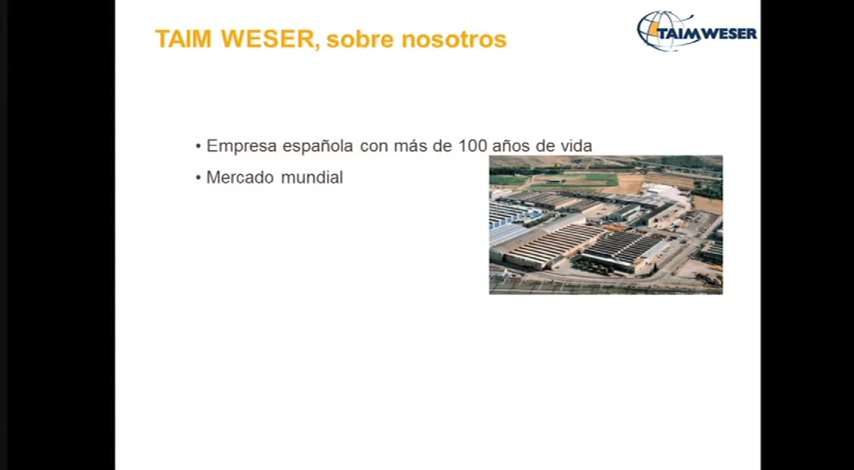 TAIM WESER, sobre nosotros
TAIMWESER
• Empresa española con más de 100 años de vida
• Mercado mundial